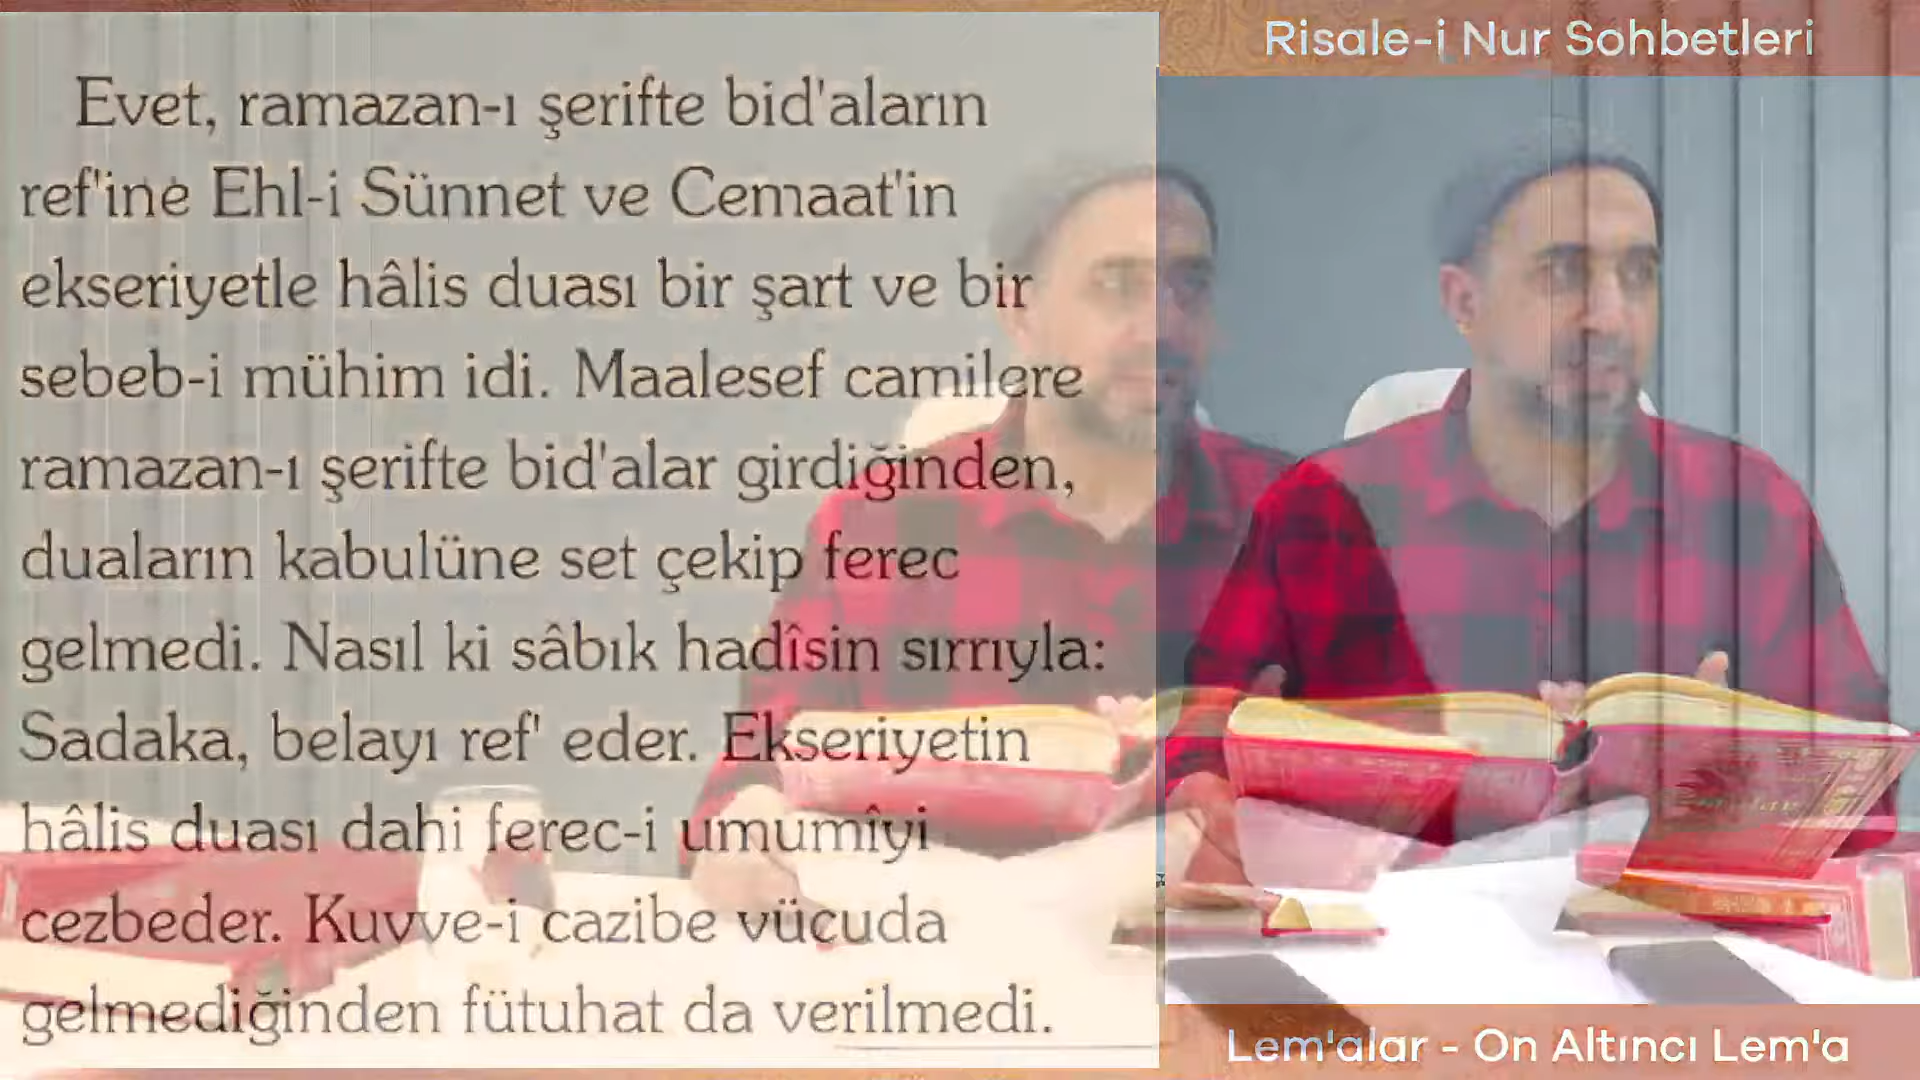 Risale-i Nur Sohbetleri
Evet, ramazan-ı şerifte bid'aların
ref'ine Ehl-i Sünnet ve Cemaat'in
ekseriyetle hâlis duası bir şart ve bir
sebeb-i mühim idi. Maalesef camilere
ramazan-ı şerifte bid'alar girdiğinden,
duaların kabulüne set çekip ferec
gelmedi. Nasıl ki sâbık hadîsin sırrıyla:
Sadaka, belayı ref' eder. Ekseriyetin
hâlis duası dahi ferec-i umumîyi
cezbeder. Kuvve-i cazibe vücuda
gelmediğinden fütuhat da verilmedi.
Lem'alar - On Altıncı Lem'a